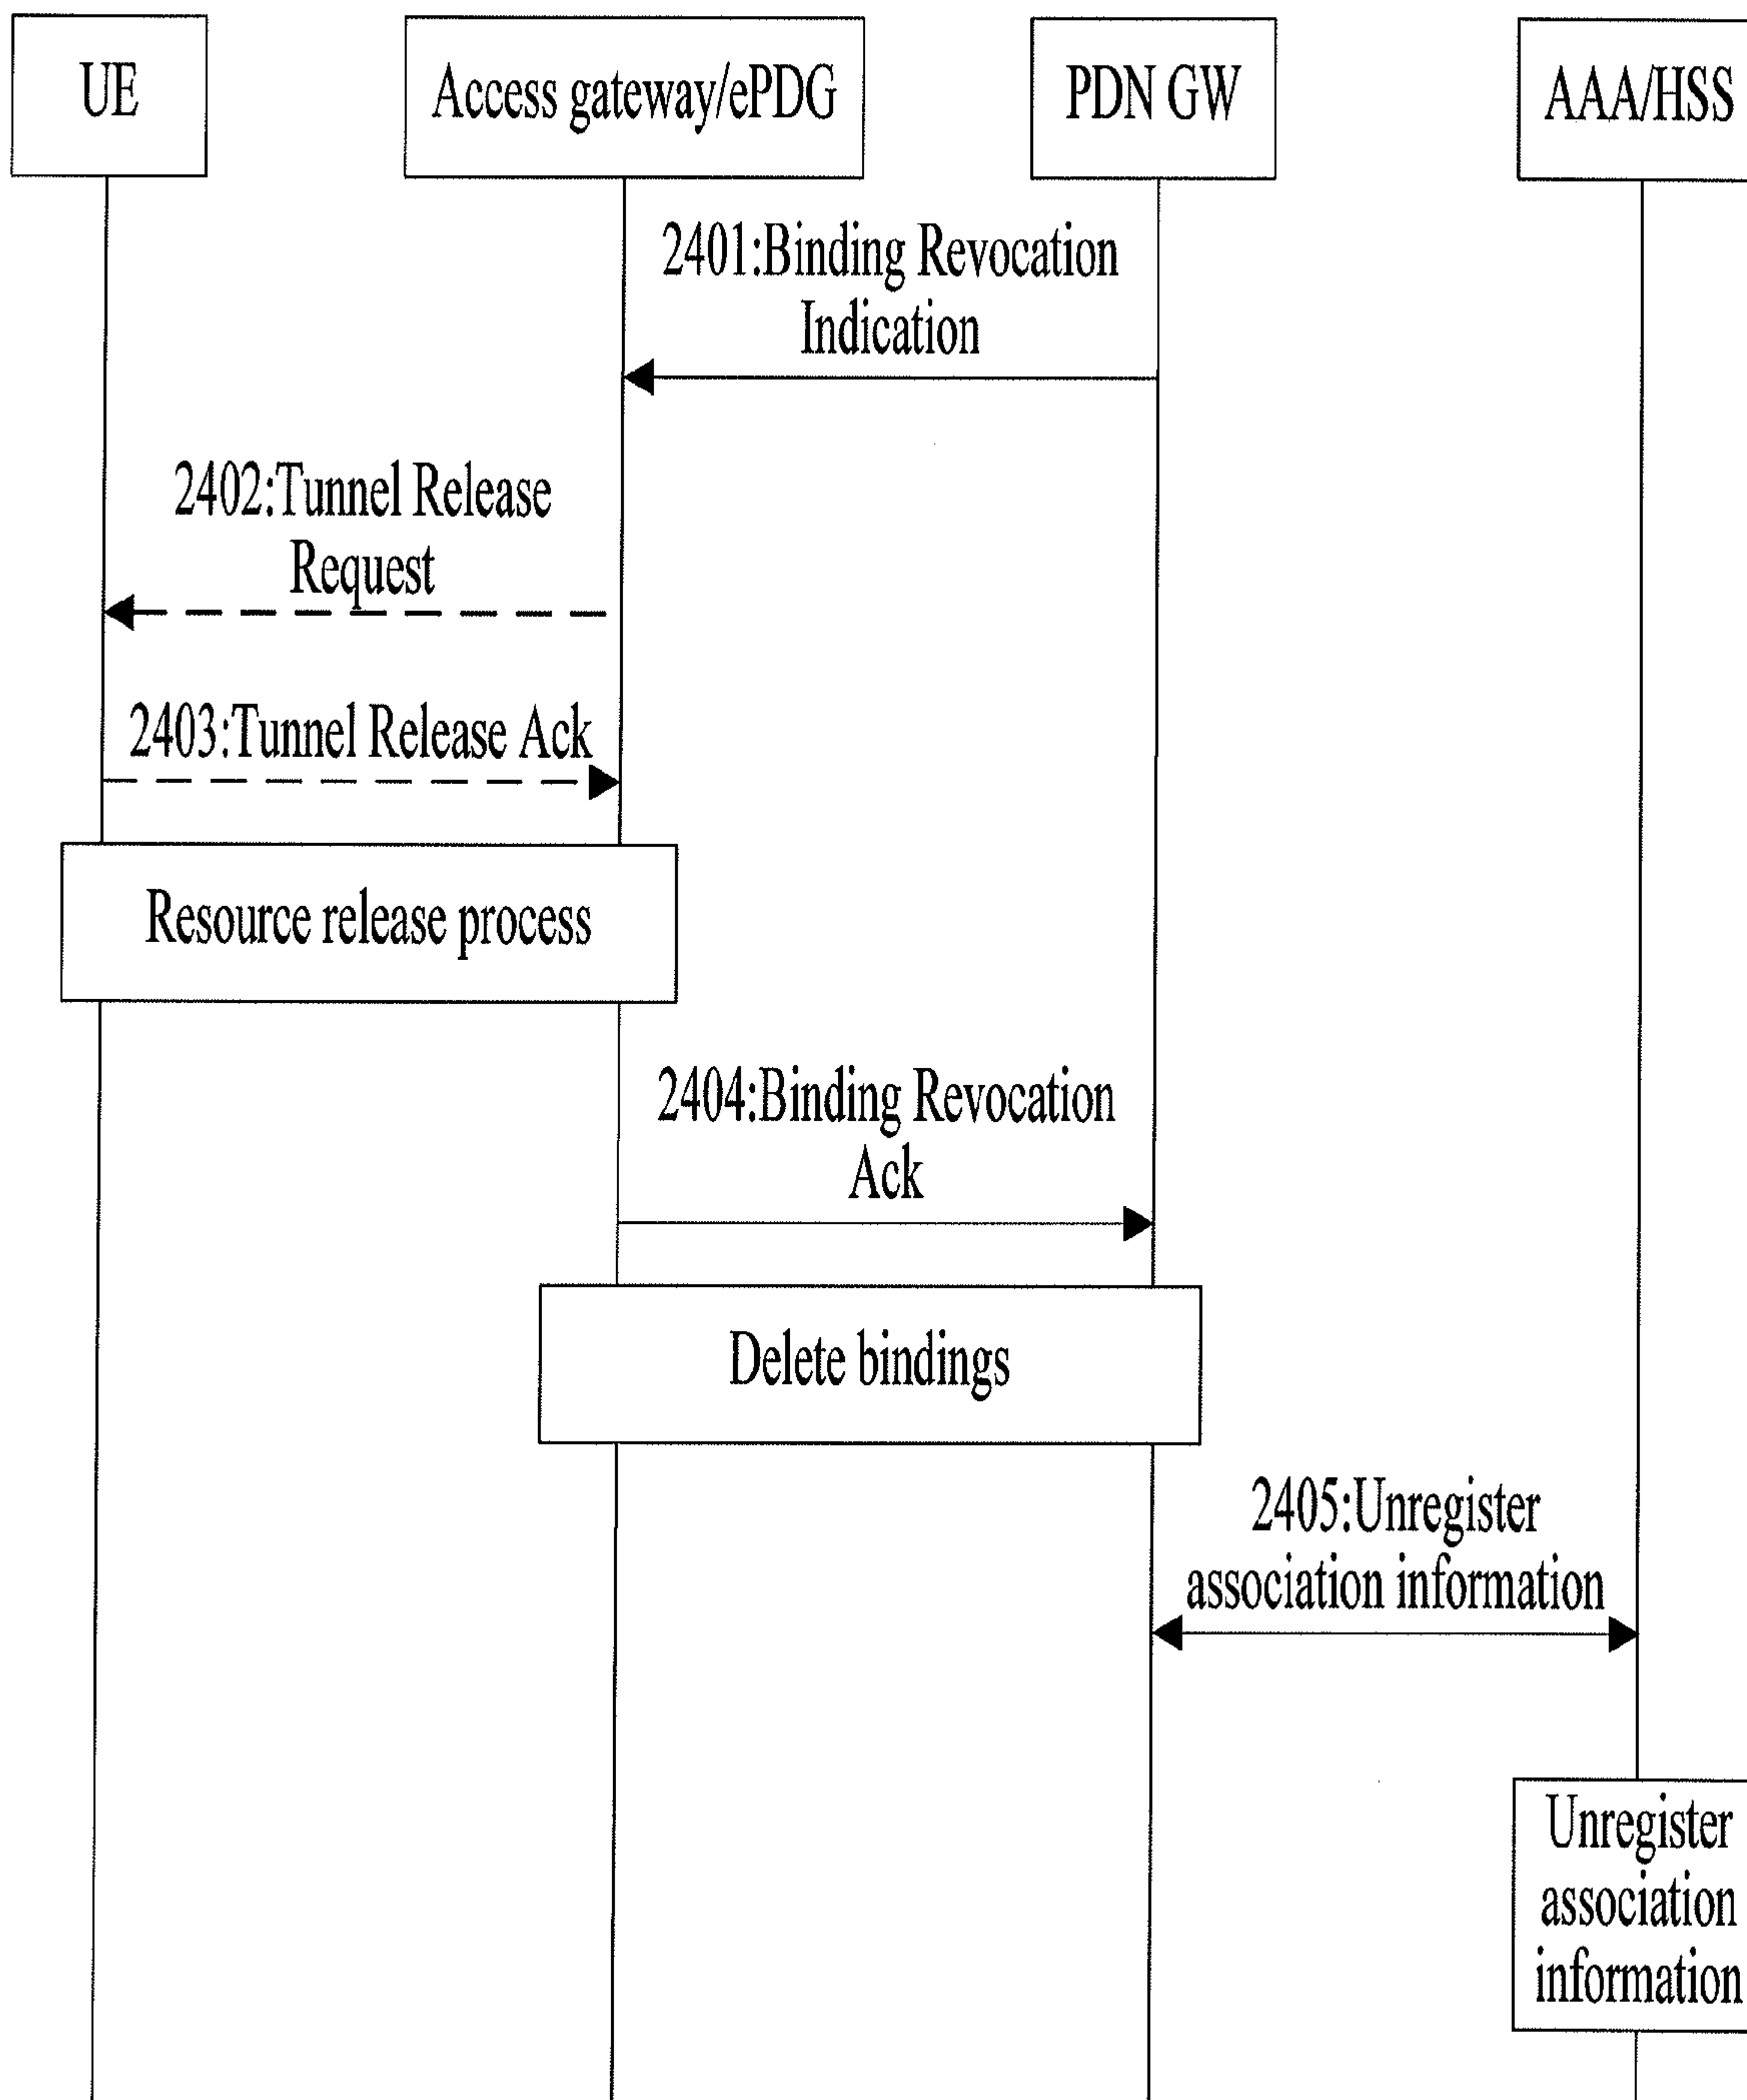 UE
Access gateway/ePDG
PDN GW
AAA/HSS
2401:Binding Revocation
Indication
2402:Tunnel Release
Request
2403:Tunnel Release Ack
Resource release process
2404:Binding Revocation
Ack
Delete bindings
2405:Unregister
association information
Unregister
association
information